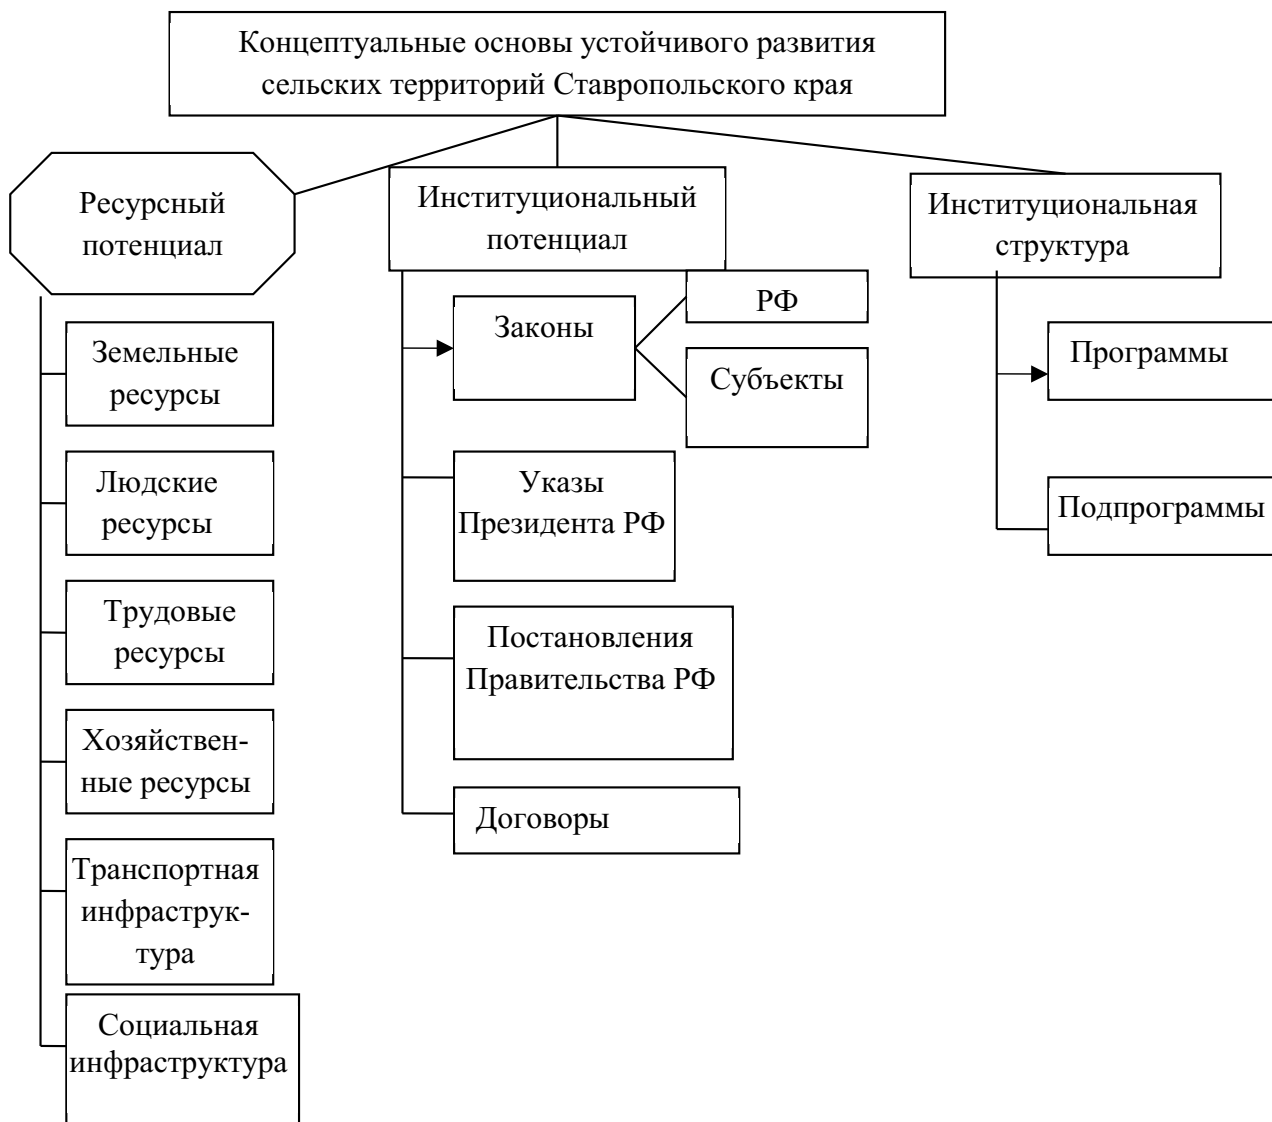 Концептуальные основы устойчивого развития
сельских территорий Ставропольского края
Ресурсный
потенциал
Земельные
ресурсы
Людские
ресурсы
Трудовые
ресурсы
Хозяйствен-
ные ресурсы
Транспортная
инфраструк-
тура
Социальная
инфраструктура
Институциональный
потенциал
Законы
РФ
Субъекты
Указы
Президента РФ
Постановления
Правительства РФ
Договоры
Институциональная
структура
Программы
Подпрограммы